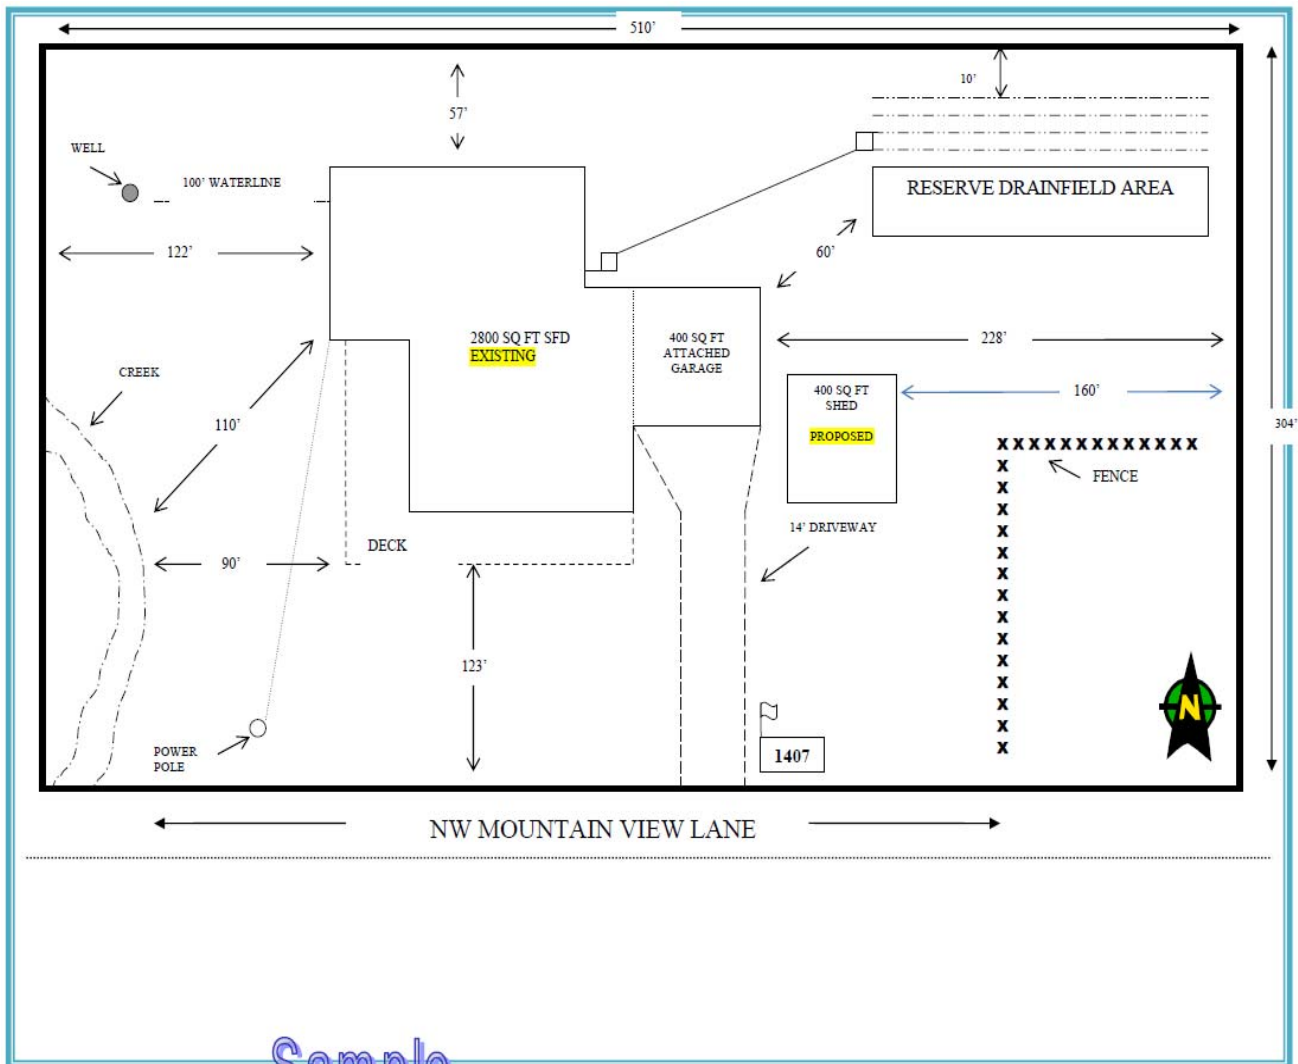 510'
10'
57'
WELL
100' WATERLINE
RESERVE DRAINFIELD AREA
122'
60'
2800 SQ FT SFD
EXISTING
400 SQ FT
ATTACHED
GARAGE
228'
CREEK
400 SQ FT
SHED
PROPOSED
160'
110'
304'
X X X X X X X X X X X X X
X
X
X
X
X
X
X
X
X
X
X
X
X
X
FENCE
14' DRIVEWAY
DECK
90'
123'
N
POWER
POLE
1407
NW MOUNTAIN VIEW LANE
Sample